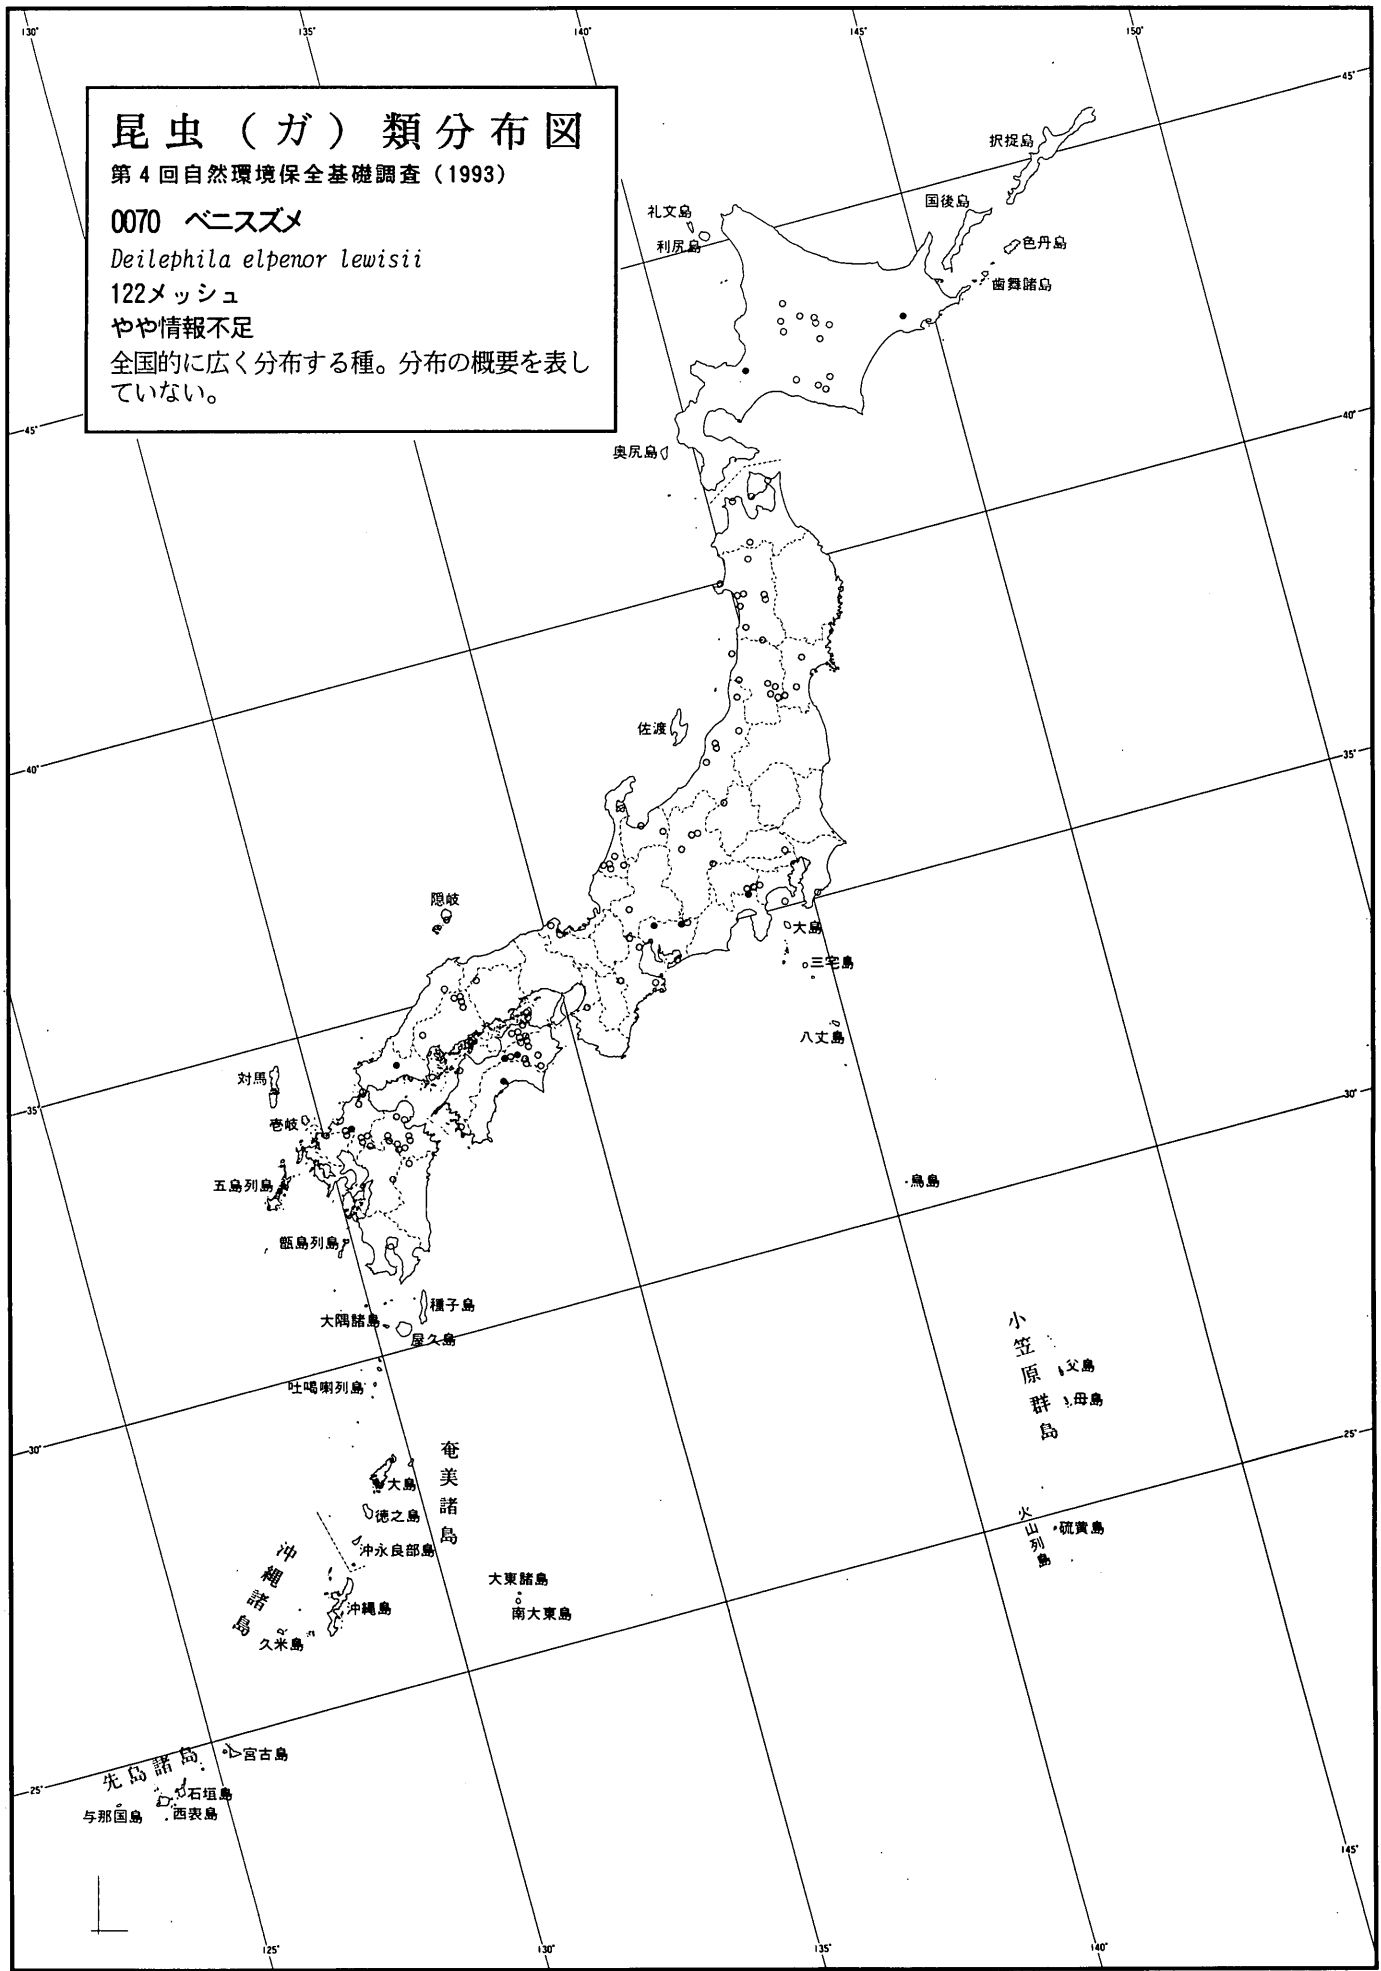 130°
135°
140°
145°
150°
昆虫(ガ)類分布図
第4回自然環境保全基礎調査(1993)
0070 ベニスズメ
Deilephila elpenor lewisii
122メッシュ
やや情報不足
全国的に広く分布する種。分布の概要を表し
ていない。
45°
択捉島
国後島
礼文島
利尻島
色丹島
歯舞諸島
40°
45°
奥尻島
佐渡
35°
40°
隠岐
大島
三宅島
八丈島
対馬
30°
35°
壱岐
五島列島
鳥島
甑島列島
種子島
大隅諸島
屋久島
小笠原群島
父島
吐噶喇列島
母島
25°
30°
奄美諸島
大島
徳之島
火山列島
硫黄島
沖永良部島
沖縄諸島
大東諸島
沖縄島
南大東島
久米島
先島諸島
宮古島
25°
石垣島
与那国島
西表島
145°
125°
130°
135°
140°